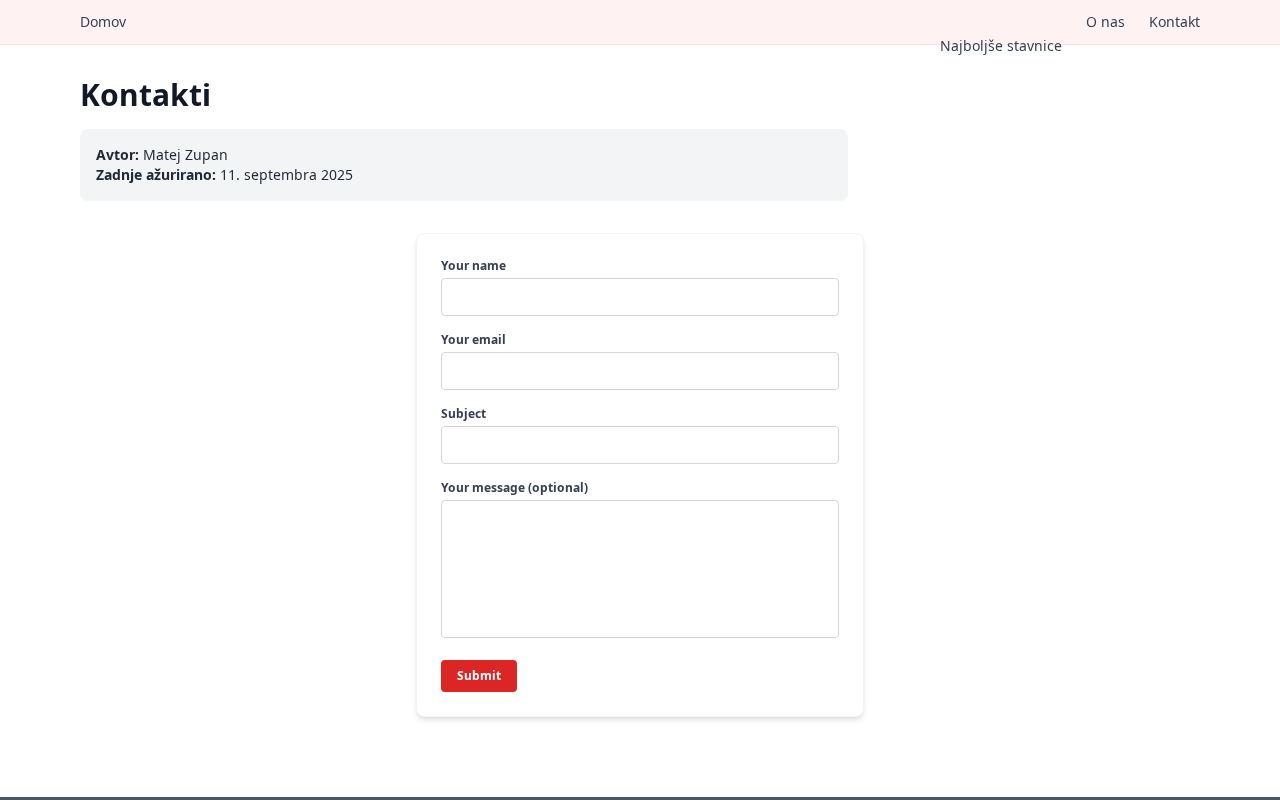 Domov
O nas
Kontakt
Najboljše stavnice
Kontakti
Avtor: Matej Zupan
Zadnje ažurirano: 11. septembra 2025
Your name
Your email
Subject
Your message (optional)
Submit